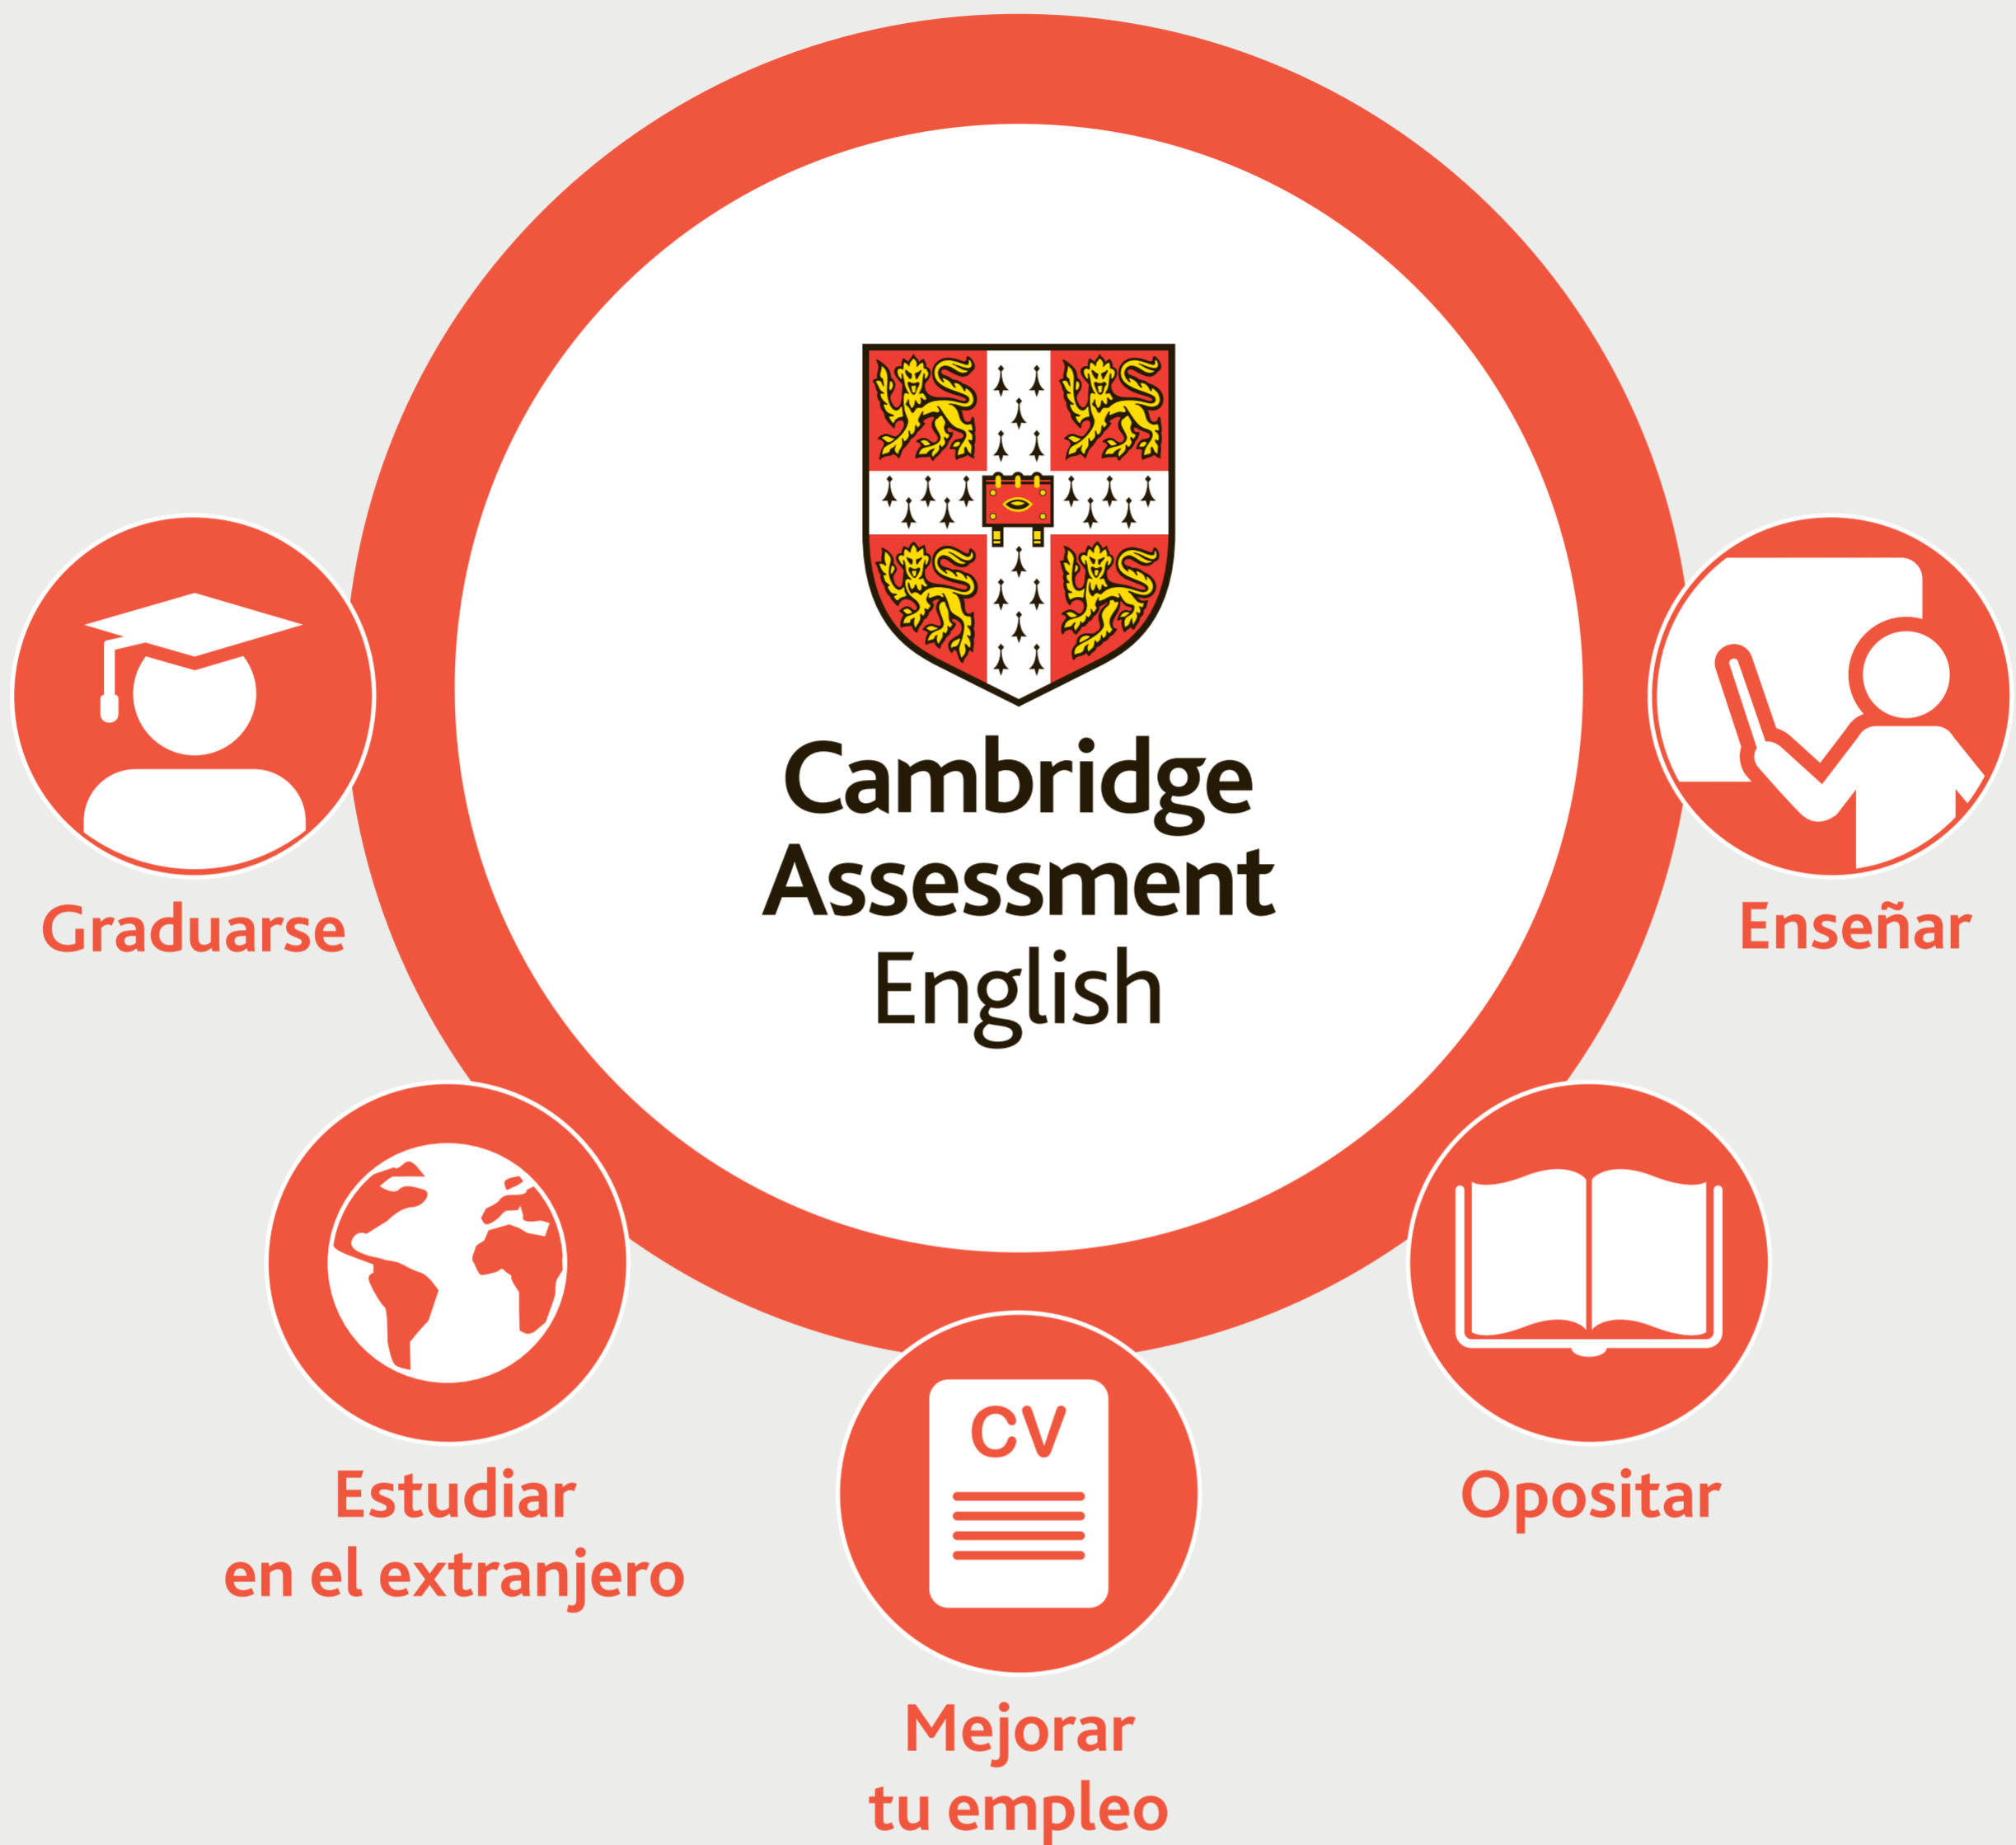 Cambridge
Assessment
English
Graduarse
Enseñar
Estudiar
en el extranjero
Opositar
CV
Mejorar
tu empleo